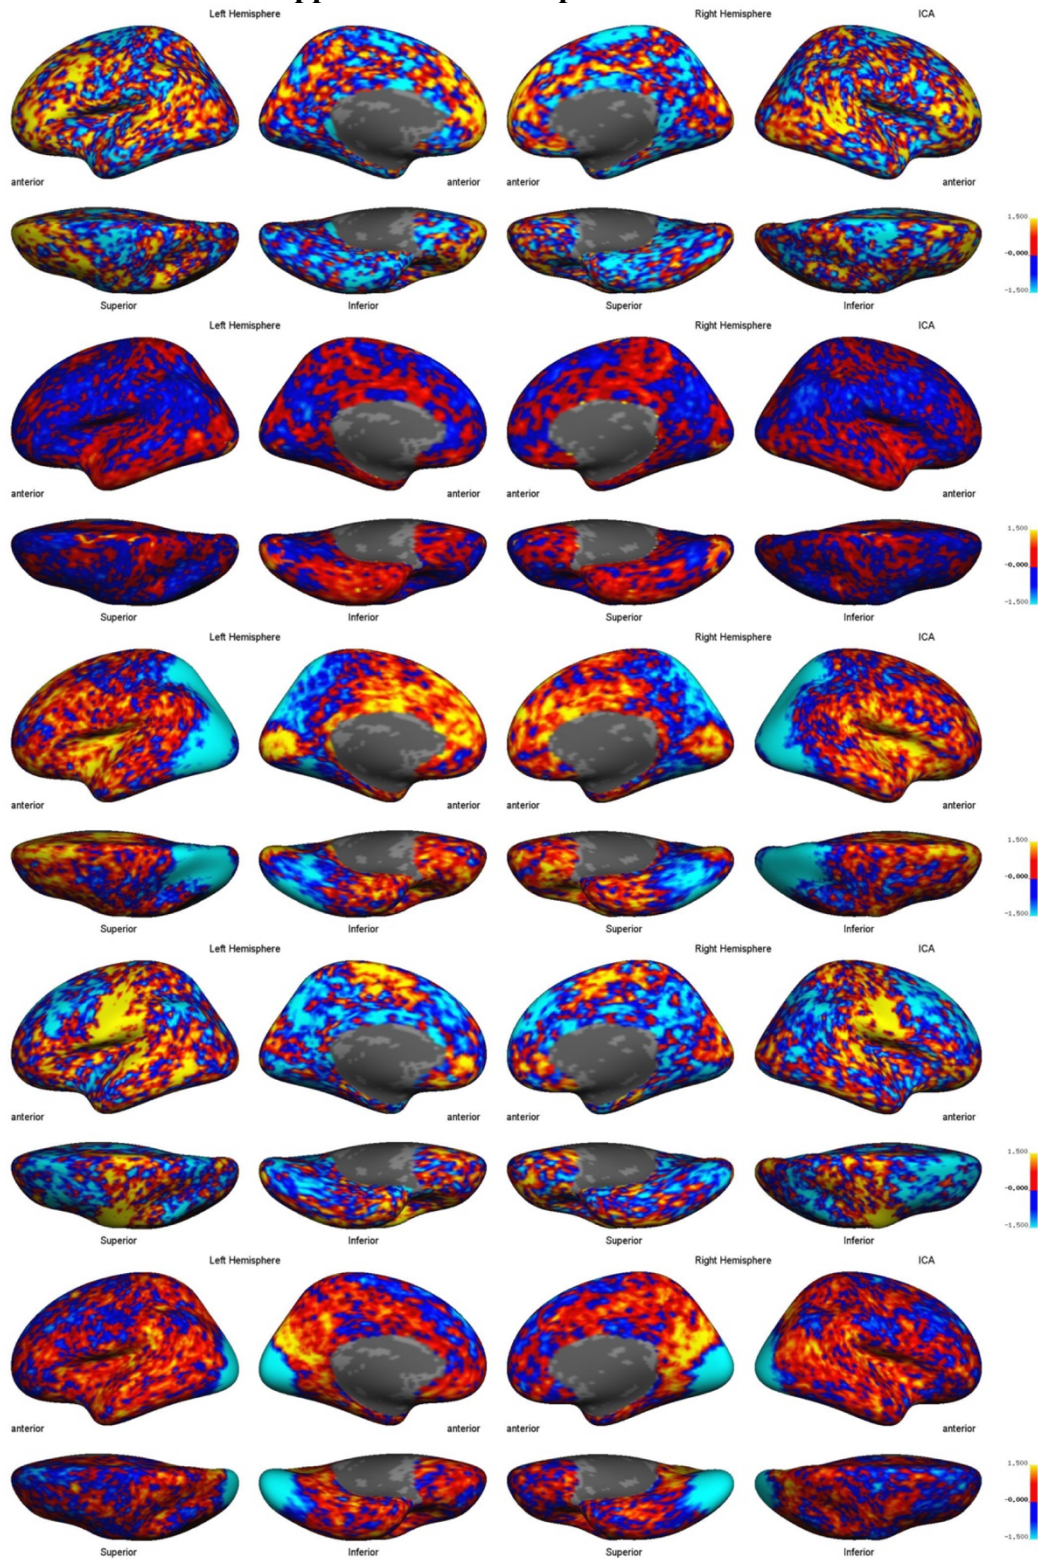 Left Hemisphere Right Hemisphere ICA
anterior anterior anterior anterior
1.500
-0.000
-1.500
Superior Inferior Superior Inferior
Left Hemisphere Right Hemisphere ICA
anterior anterior anterior anterior
1.500
-0.000
-1.500
Superior Inferior Superior Inferior
Left Hemisphere Right Hemisphere ICA
anterior anterior anterior anterior
1.500
-0.000
-1.500
Superior Inferior Superior Inferior
Left Hemisphere Right Hemisphere ICA
anterior anterior anterior anterior
1.500
-0.000
-1.500
Superior Inferior Superior Inferior
Left Hemisphere Right Hemisphere ICA
anterior anterior anterior anterior
1.500
-0.000
-1.500
Superior Inferior Superior Inferior